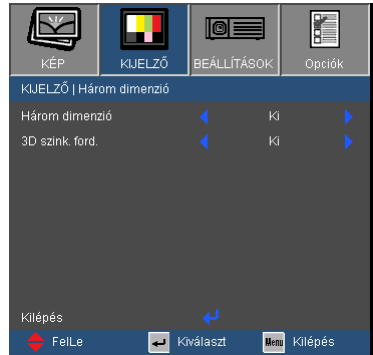 KÉP KIJELZŐ BEÁLLÍTÁSOK Opciók
KIJELZŐ | Három dimenzió
Három dimenzió Ki
3D szink. ford. Ki
Kilépés
FelLe Kiválaszt Menu Kilépés